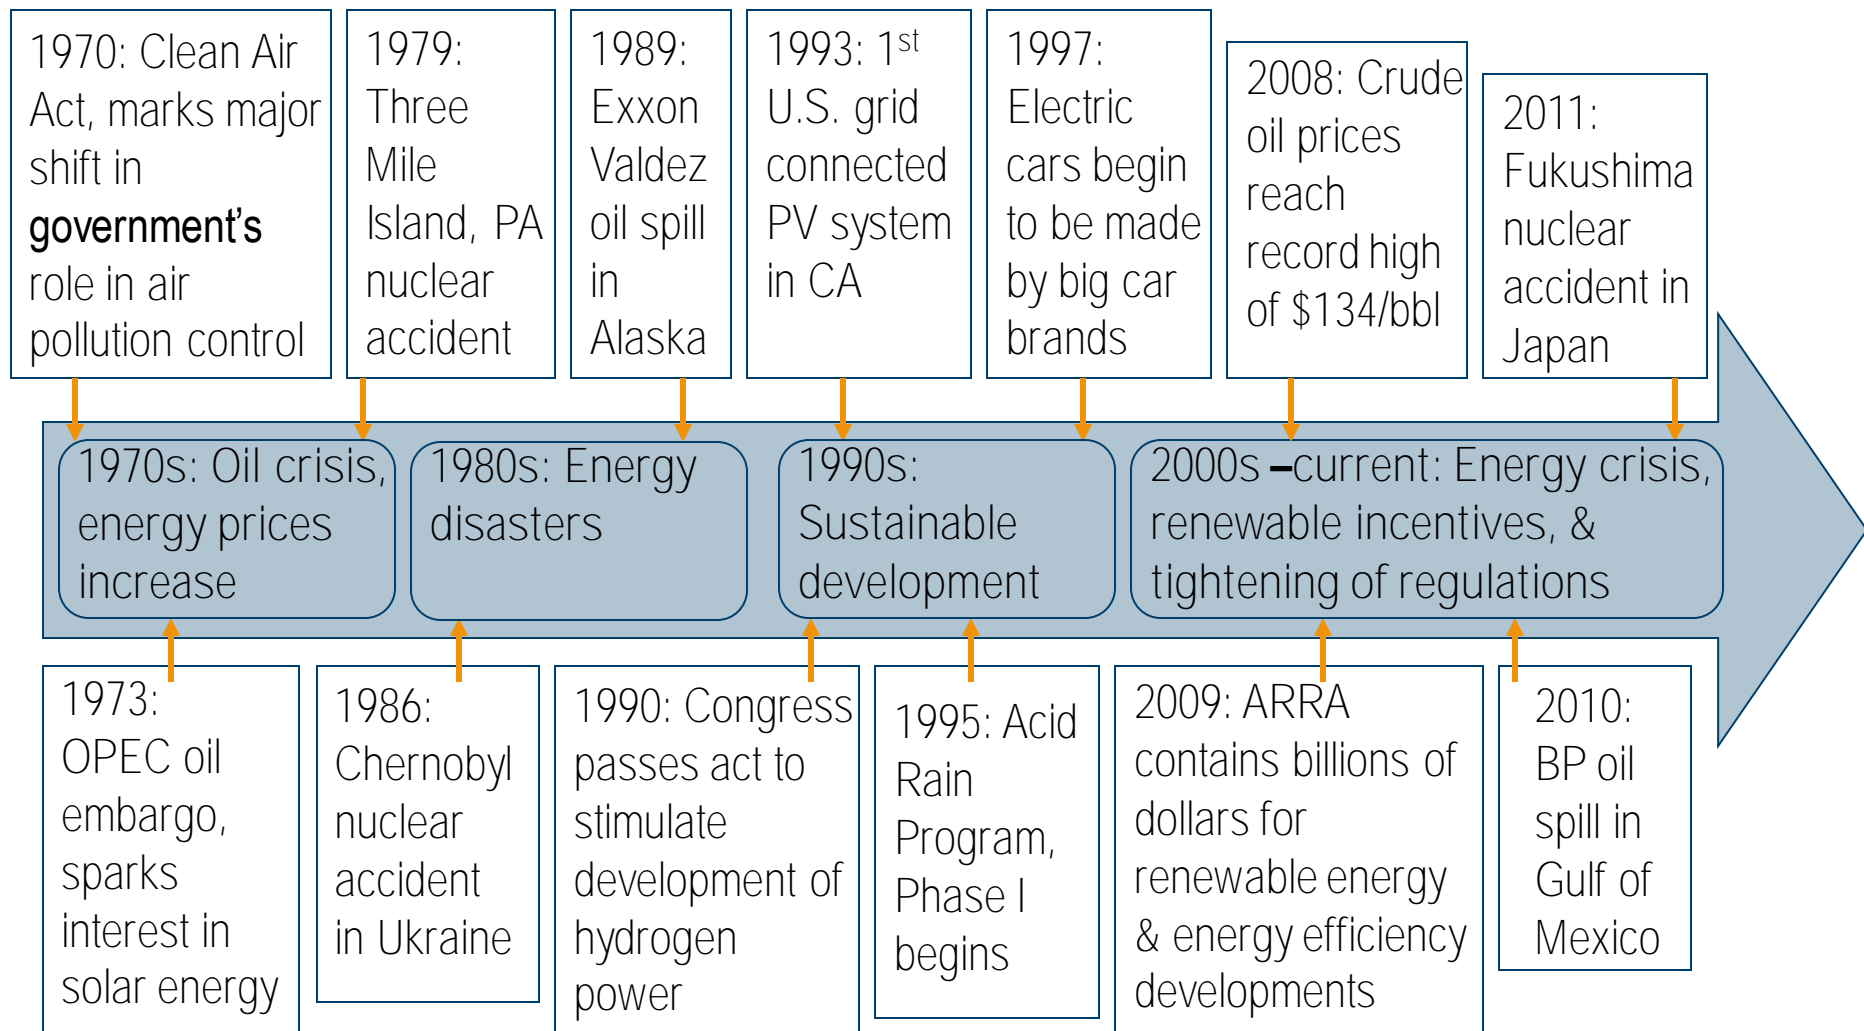 1970: Clean Air
Act, marks major
shift in
government’s
role in air
pollution control
1979:
Three
Mile
Island, PA
nuclear
accident
1989:
Exxon
Valdez
oil spill
in
Alaska
1993: 1st
U.S. grid
connected
PV system
in CA
1997:
Electric
cars begin
to be made
by big car
brands
2008: Crude
oil prices
reach
record high
of $134/bbl
2011:
Fukushima
nuclear
accident in
Japan
1970s: Oil crisis,
energy prices
increase
1980s: Energy
disasters
1990s:
Sustainable
development
2000s –current: Energy crisis,
renewable incentives, &
tightening of regulations
1973:
OPEC oil
embargo,
sparks
interest in
solar energy
1986:
Chernobyl
nuclear
accident
in Ukraine
1990: Congress
passes act to
stimulate
development of
hydrogen
power
1995: Acid
Rain
Program,
Phase I
begins
2009: ARRA
contains billions of
dollars for
renewable energy
& energy efficiency
developments
2010:
BP oil
spill in
Gulf of
Mexico